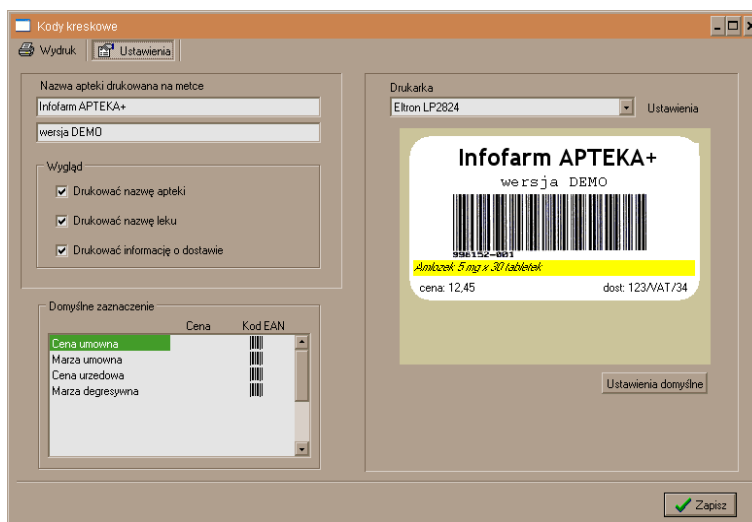 Kody kreskowe
Wydruk Ustawienia
Nazwa apteki drukowana na metce
Infofarm APTEKA+
wersja DEMO
Wygląd
Drukować nazwę apteki
Drukować nazwę leku
Drukować informację o dostawie
Domyślne zaznaczenie
Cena Kod EAN
Cena umowna
Marza umowna
Cena urzedowa
Marza degresywna
Drukarka
Eltron LP2824 Ustawienia
Infofarm APTEKA+
wersja DEMO
998152-001
Amlozek 5 mg x 30 tabletek
cena: 12,45 dost: 123/VAT/34
Ustawienia domyślne
Zapisz